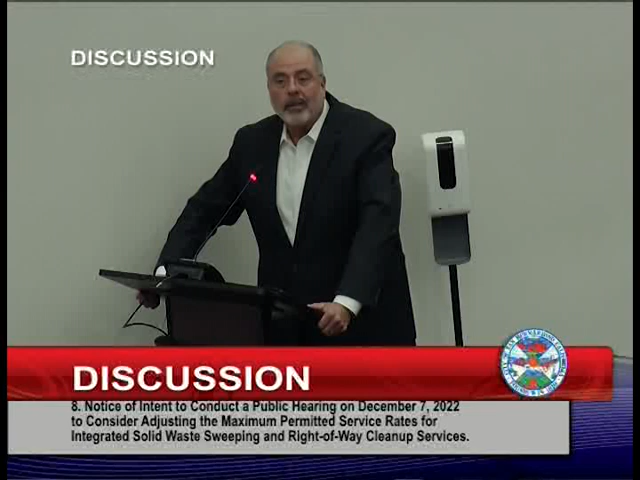 DISCUSSION
DISCUSSION
8. Notice of Intent to Conduct a Public Hearing on December 7, 2022
to Consider Adjusting the Maximum Permitted Service Rates for
Integrated Solid Waste Sweeping and Right-of-Way Cleanup Services.